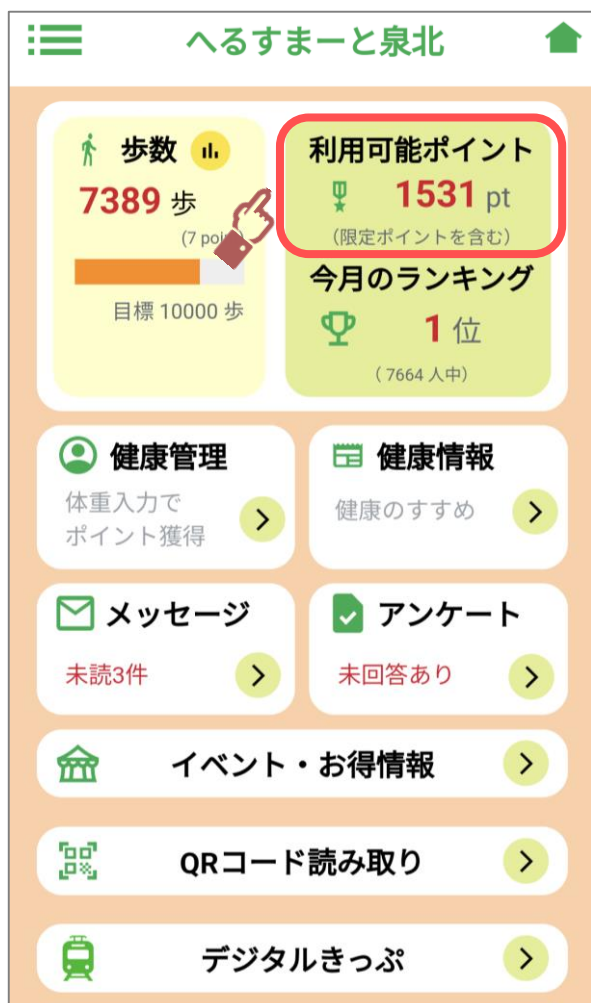 へるすまーと泉北
歩数
7389 歩
(7 poi
目標 10000 歩
利用可能ポイント
1531 pt
(限定ポイントを含む)
今月のランキング
1 位
( 7664 人中)
健康管理
体重入力で
ポイント獲得
健康情報
健康のすすめ
メッセージ
未読3件
アンケート
未回答あり
イベント・お得情報
QRコード読み取り
デジタルきっぷ